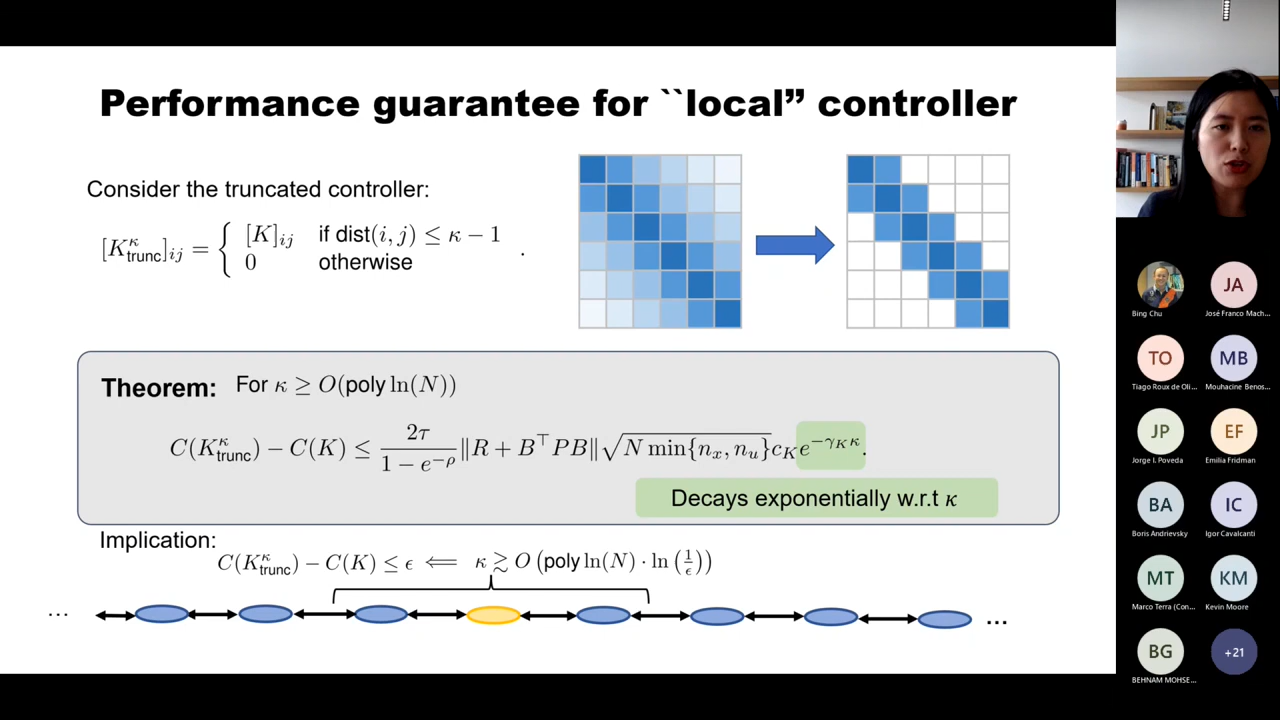 Performance guarantee for ``local” controller
Consider the truncated controller:
[K^κ_trunc]_ij = { [K]_ij if dist(i, j) ≤ κ − 1
0 otherwise .
Theorem: For κ ≥ O(poly ln(N))
C(K^κ_trunc) − C(K) ≤ 2τ / (1 − e^−ρ) ‖R + B^⊤PB‖ √(N min{n_x, n_u}) c_K e^−γ_K κ.
Decays exponentially w.r.t κ
Implication:
C(K^κ_trunc) − C(K) ≤ ϵ ⟸ κ ≳ O (poly ln(N) · ln (1/ϵ))
... ...
Bing Chu
JA
José Franco Mach...
TO
Tiago Roux de Oli...
MB
Mouhacine Benos...
JP
Jorge I. Poveda
EF
Emilia Fridman
BA
Boris Andrievsky
IC
Igor Cavalcanti
MT
Marco Terra (Con...
KM
Kevin Moore
BG
BEHNAM MOHSE...
+21